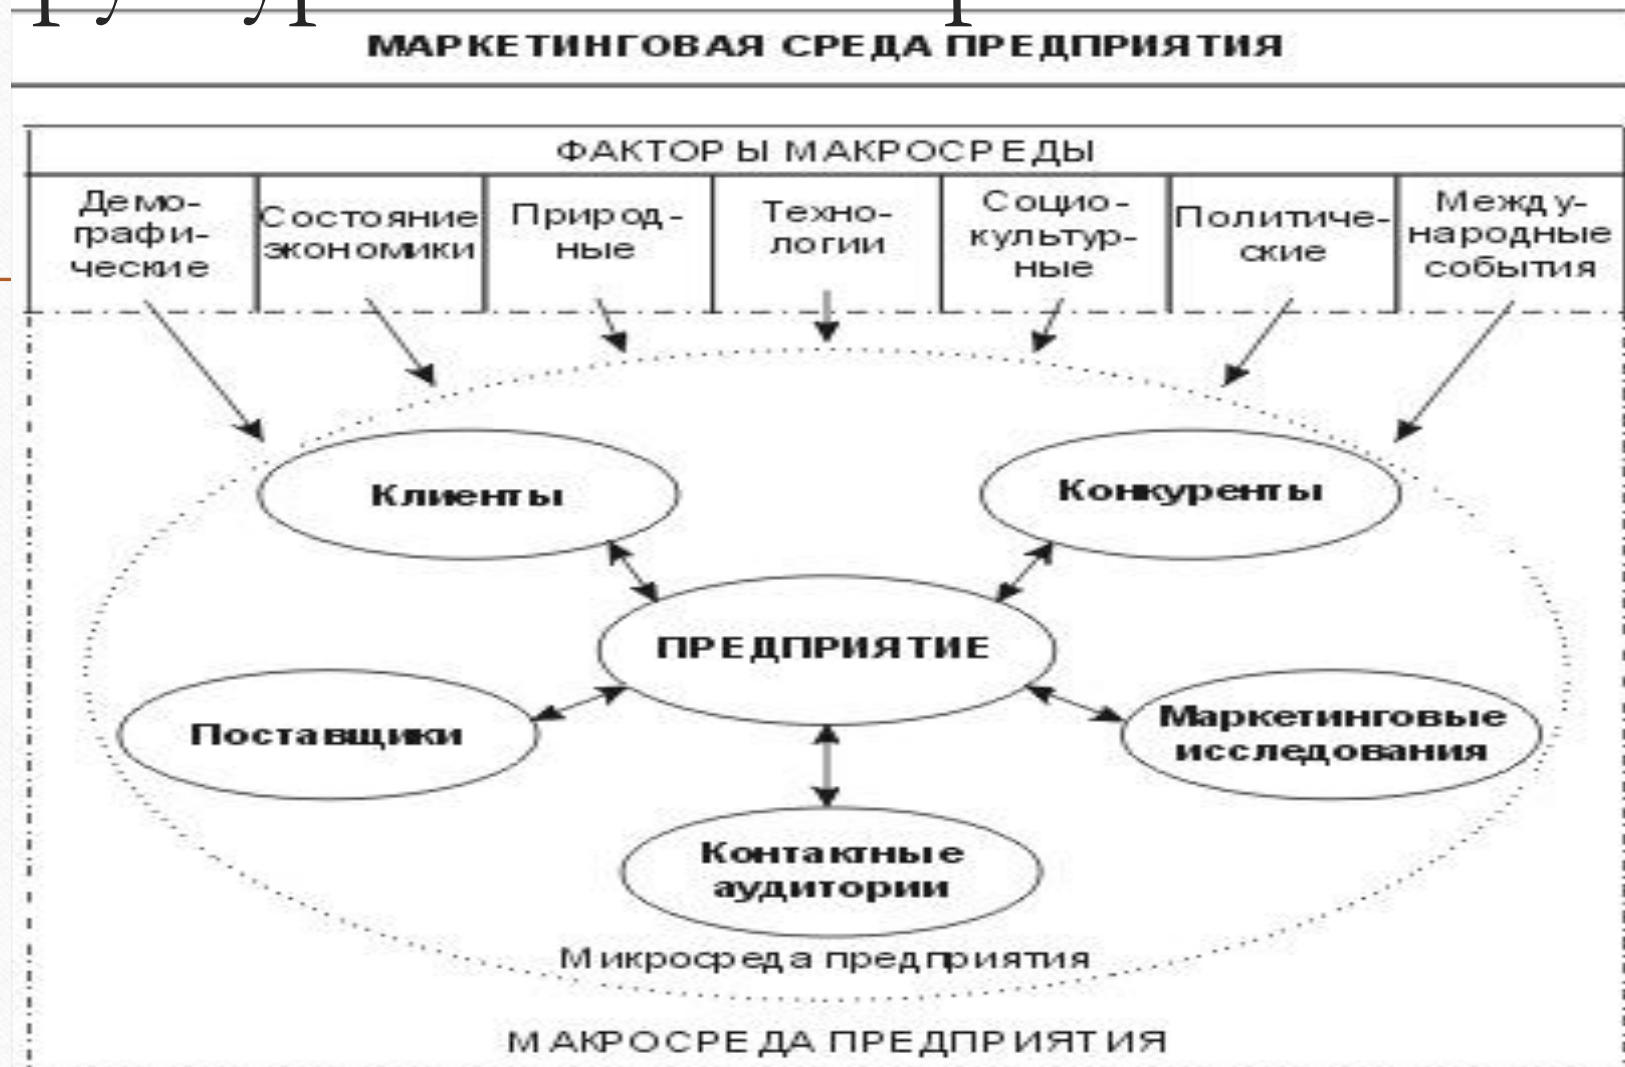 МАРКЕТИНГОВАЯ СРЕДА ПРЕДПРИЯТИЯ
ФАКТОРЫ МАКРОСРЕДЫ
Демо-
графи-
ческие
Состояние
экономики
Природ-
ные
Техно-
логии
Социо-
культур-
ные
Политиче-
ские
Между-
народные
события
Клиенты
Конкуренты
ПРЕДПРИЯТИЕ
Поставщики
Маркетинговые
исследования
Контактные
аудитории
Микросреда предприятия
МАКРОСРЕДА ПРЕДПРИЯТИЯ